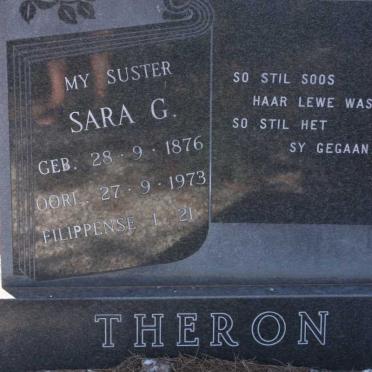 MY SUSTER
SARA G.
GEB. 28·9·1876
OORL. 27·9·1973
FILIPPENSE 1 21
SO STIL SOOS
HAAR LEWE WAS
SO STIL HET
SY GEGAAN
THERON